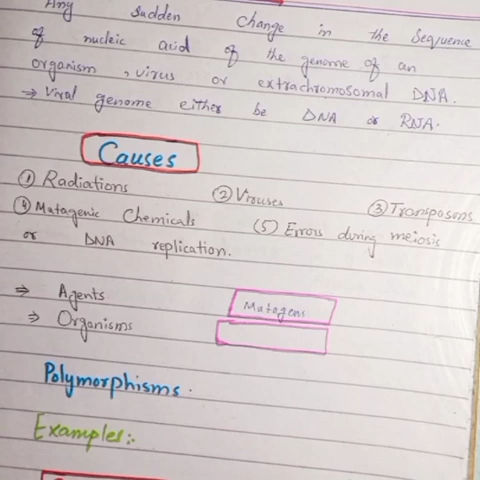 Any sudden change in the Sequence
of nucleic acid of the genome of an
organism , virus or extrachromosomal DNA.
⇒ Viral genome either be DNA or RNA.
Causes
① Radiations ② Viruses ③ Transposons
④ Mutagenic Chemicals (5) Errors during meiosis
or DNA replication.
⇒ Agents Mutagens
⇒ Organisms
Polymorphisms.
Examples:-